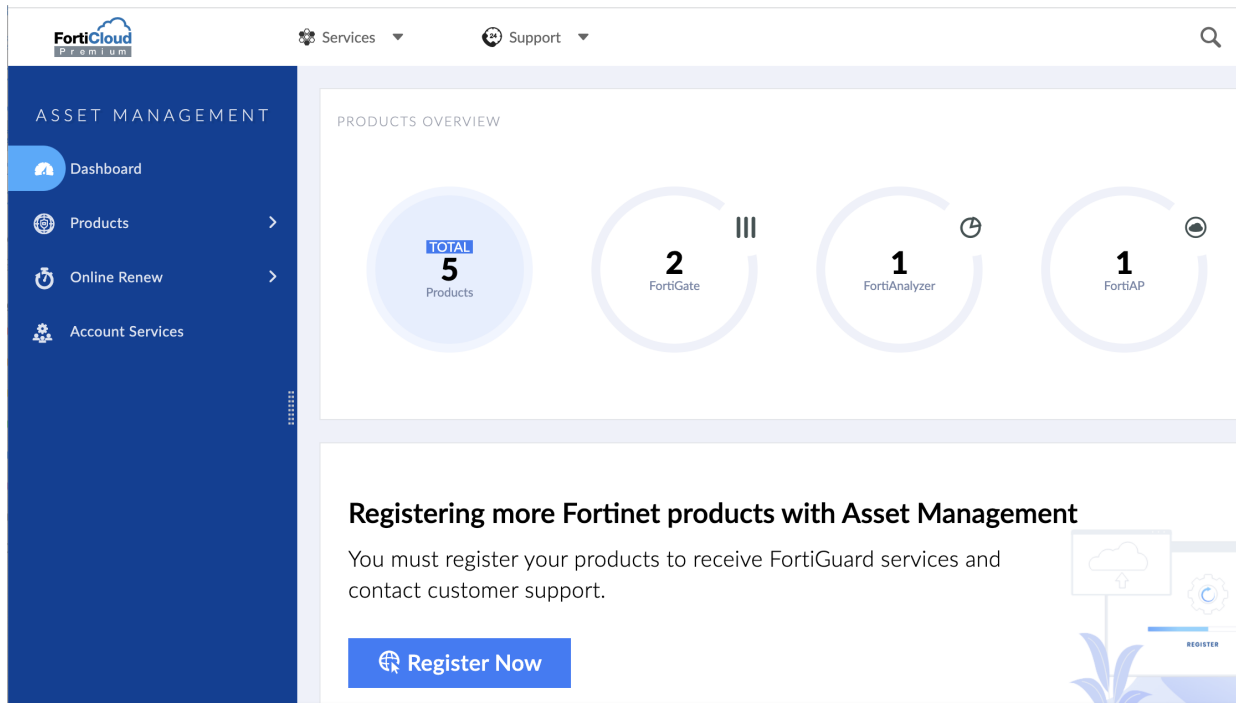 FortiCloud
Premium
Services
24
Support
ASSET MANAGEMENT
Dashboard
Products
Online Renew
Account Services
PRODUCTS OVERVIEW
TOTAL
5
Products
2
FortiGate
1
FortiAnalyzer
1
FortiAP
Registering more Fortinet products with Asset Management
You must register your products to receive FortiGuard services and
contact customer support.
Register Now
REGISTER